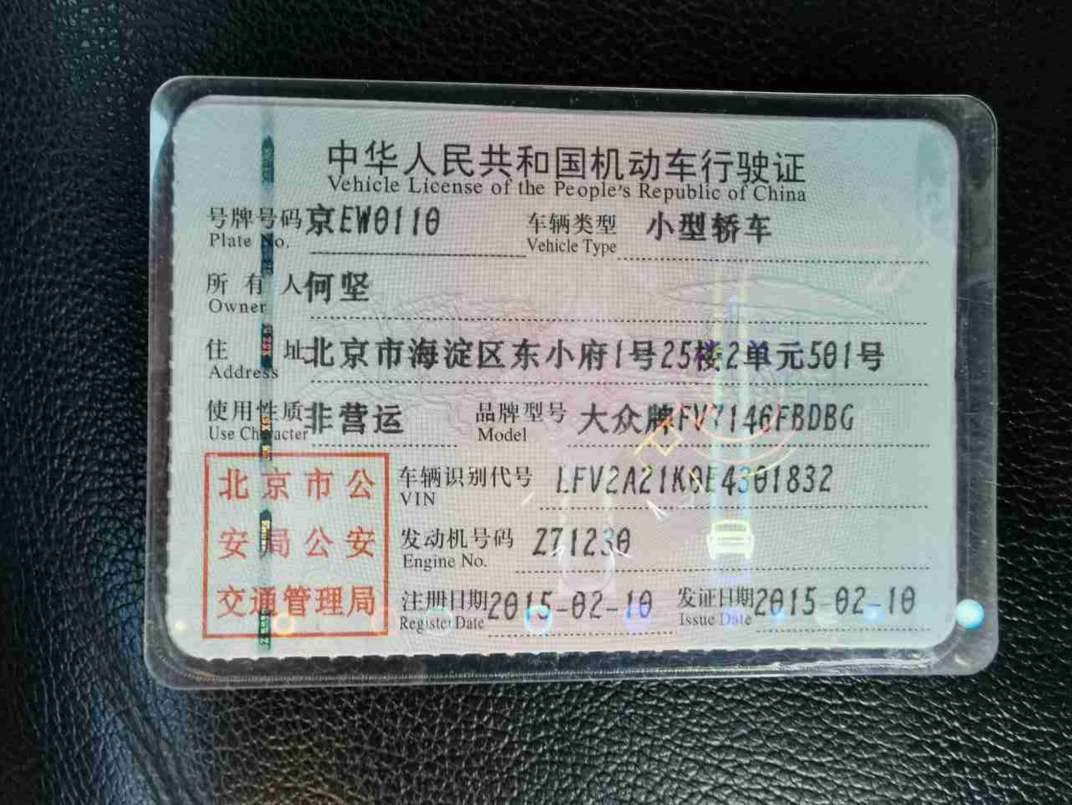 中华人民共和国机动车行驶证
Vehicle License of the People's Republic of China
号牌号码 京EW0110 车辆类型 小型轿车
Plate No. Vehicle Type
所有人 何坚
Owner
住址 北京市海淀区东小府1号25楼2单元501号
Address
使用性质 非营运 品牌型号 大众牌FV7146FBDBG
Use Character Model
北京市公 车辆识别代号 LFV2A21K0E4301832
VIN
安局公安 发动机号码 Z71230
Engine No.
交通管理局 注册日期 2015-02-10 发证日期 2015-02-10
Register Date Issue Date